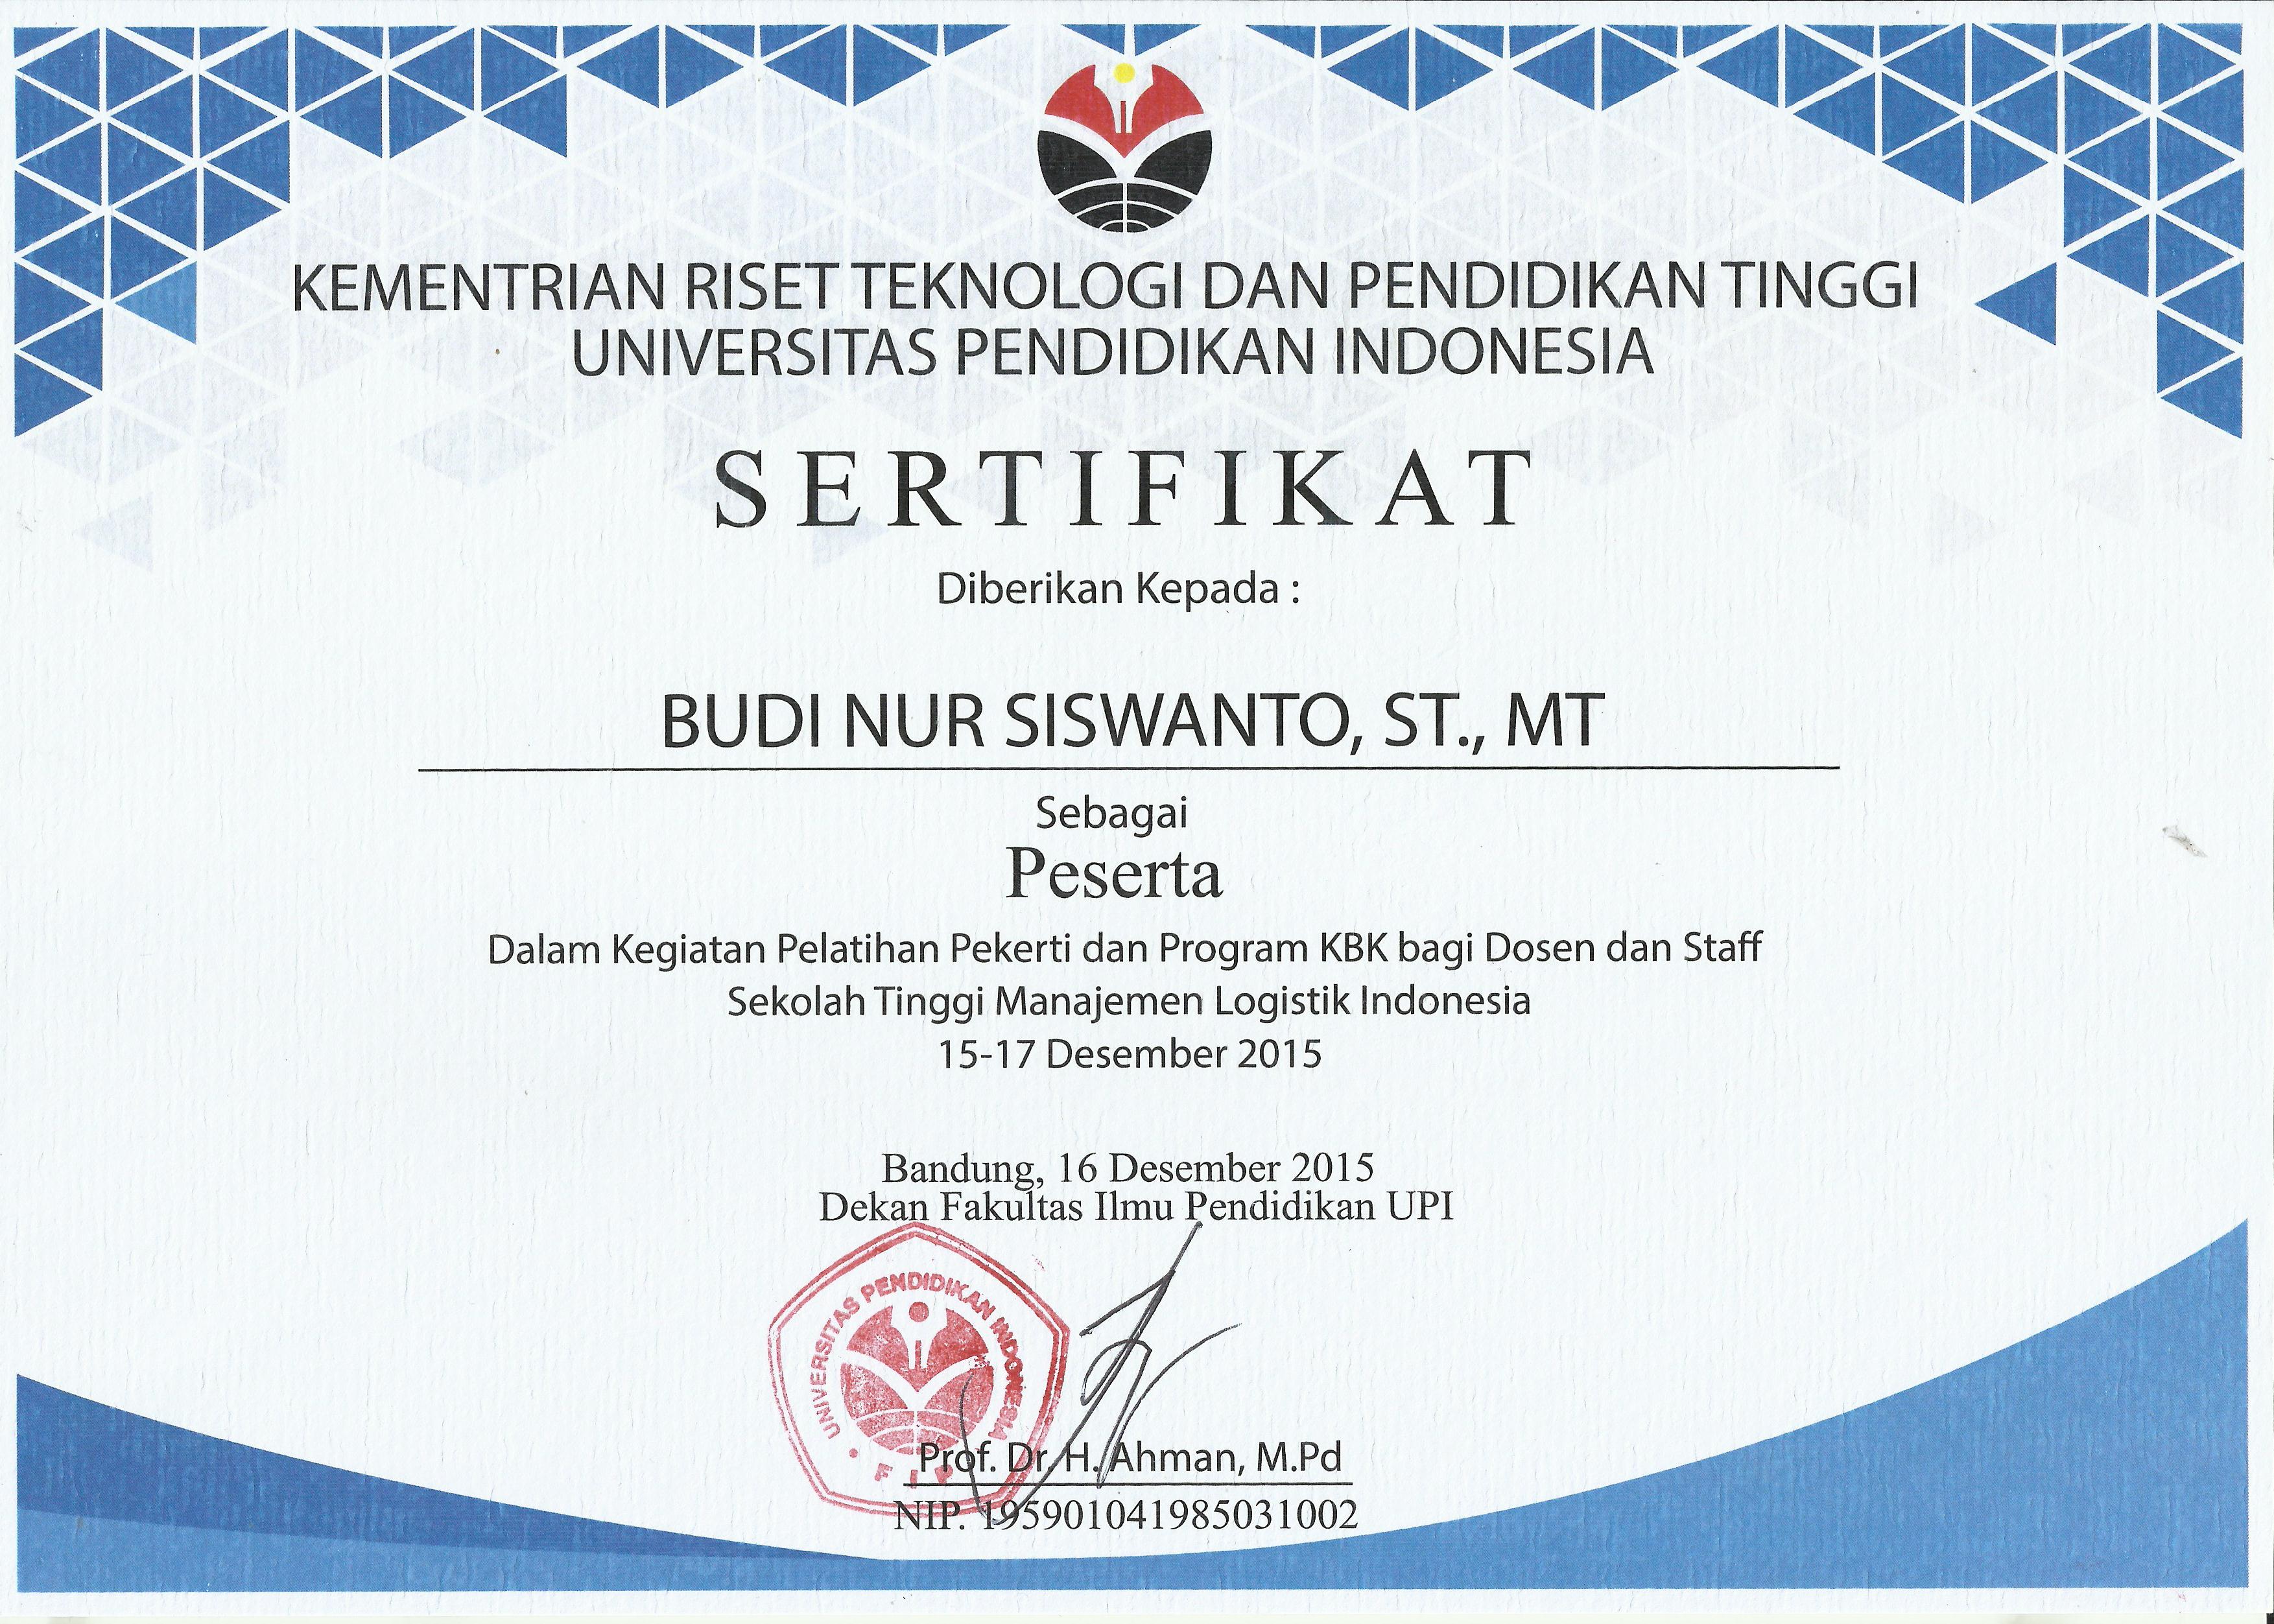 KEMENTRIAN RISET TEKNOLOGI DAN PENDIDIKAN TINGGI
UNIVERSITAS PENDIDIKAN INDONESIA
SERTIFIKAT
Diberikan Kepada :
BUDI NUR SISWANTO, ST., MT
Sebagai
Peserta
Dalam Kegiatan Pelatihan Pekerti dan Program KBK bagi Dosen dan Staff
Sekolah Tinggi Manajemen Logistik Indonesia
15-17 Desember 2015
Bandung, 16 Desember 2015
Dekan Fakultas Ilmu Pendidikan UPI
UNIVERSITAS PENDIDIKAN INDONESIA
FIP
Prof. Dr. H. Ahman, M.Pd
NIP. 195901041985031002